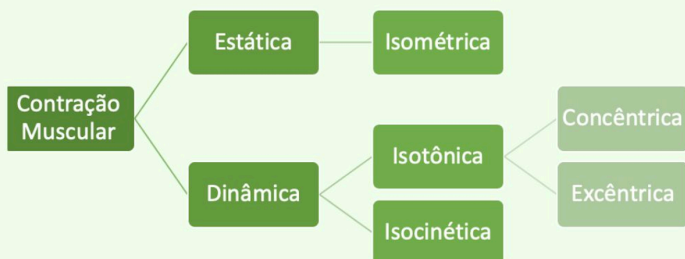 Contração
Muscular
Estática
Isométrica
Dinâmica
Isotônica
Concêntrica
Excêntrica
Isocinética